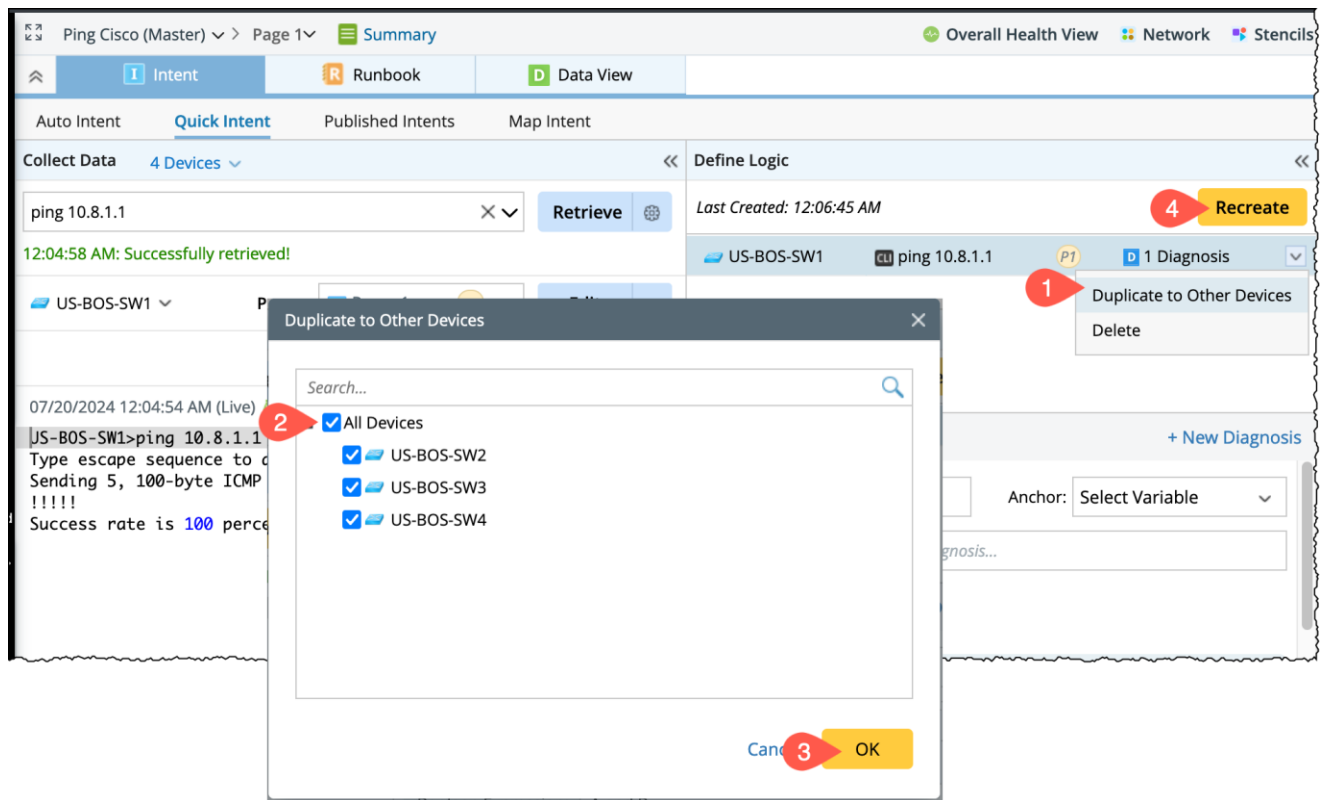 Ping Cisco (Master) > Page 1 Summary Overall Health View Network Stencils
I Intent R Runbook D Data View
Auto Intent Quick Intent Published Intents Map Intent
Collect Data 4 Devices Define Logic
ping 10.8.1.1 Retrieve Last Created: 12:06:45 AM 4 Recreate
12:04:58 AM: Successfully retrieved! US-BOS-SW1 CLI ping 10.8.1.1 P1 D 1 Diagnosis
US-BOS-SW1 P 1 Duplicate to Other Devices
Delete
Duplicate to Other Devices
Search...
2 All Devices
US-BOS-SW2
US-BOS-SW3
US-BOS-SW4
Canc 3 OK
07/20/2024 12:04:54 AM (Live)
US-BOS-SW1>ping 10.8.1.1
Type escape sequence to
Sending 5, 100-byte ICMP
!!!!!
Success rate is 100 perce
+ New Diagnosis
Anchor: Select Variable
gnosis...